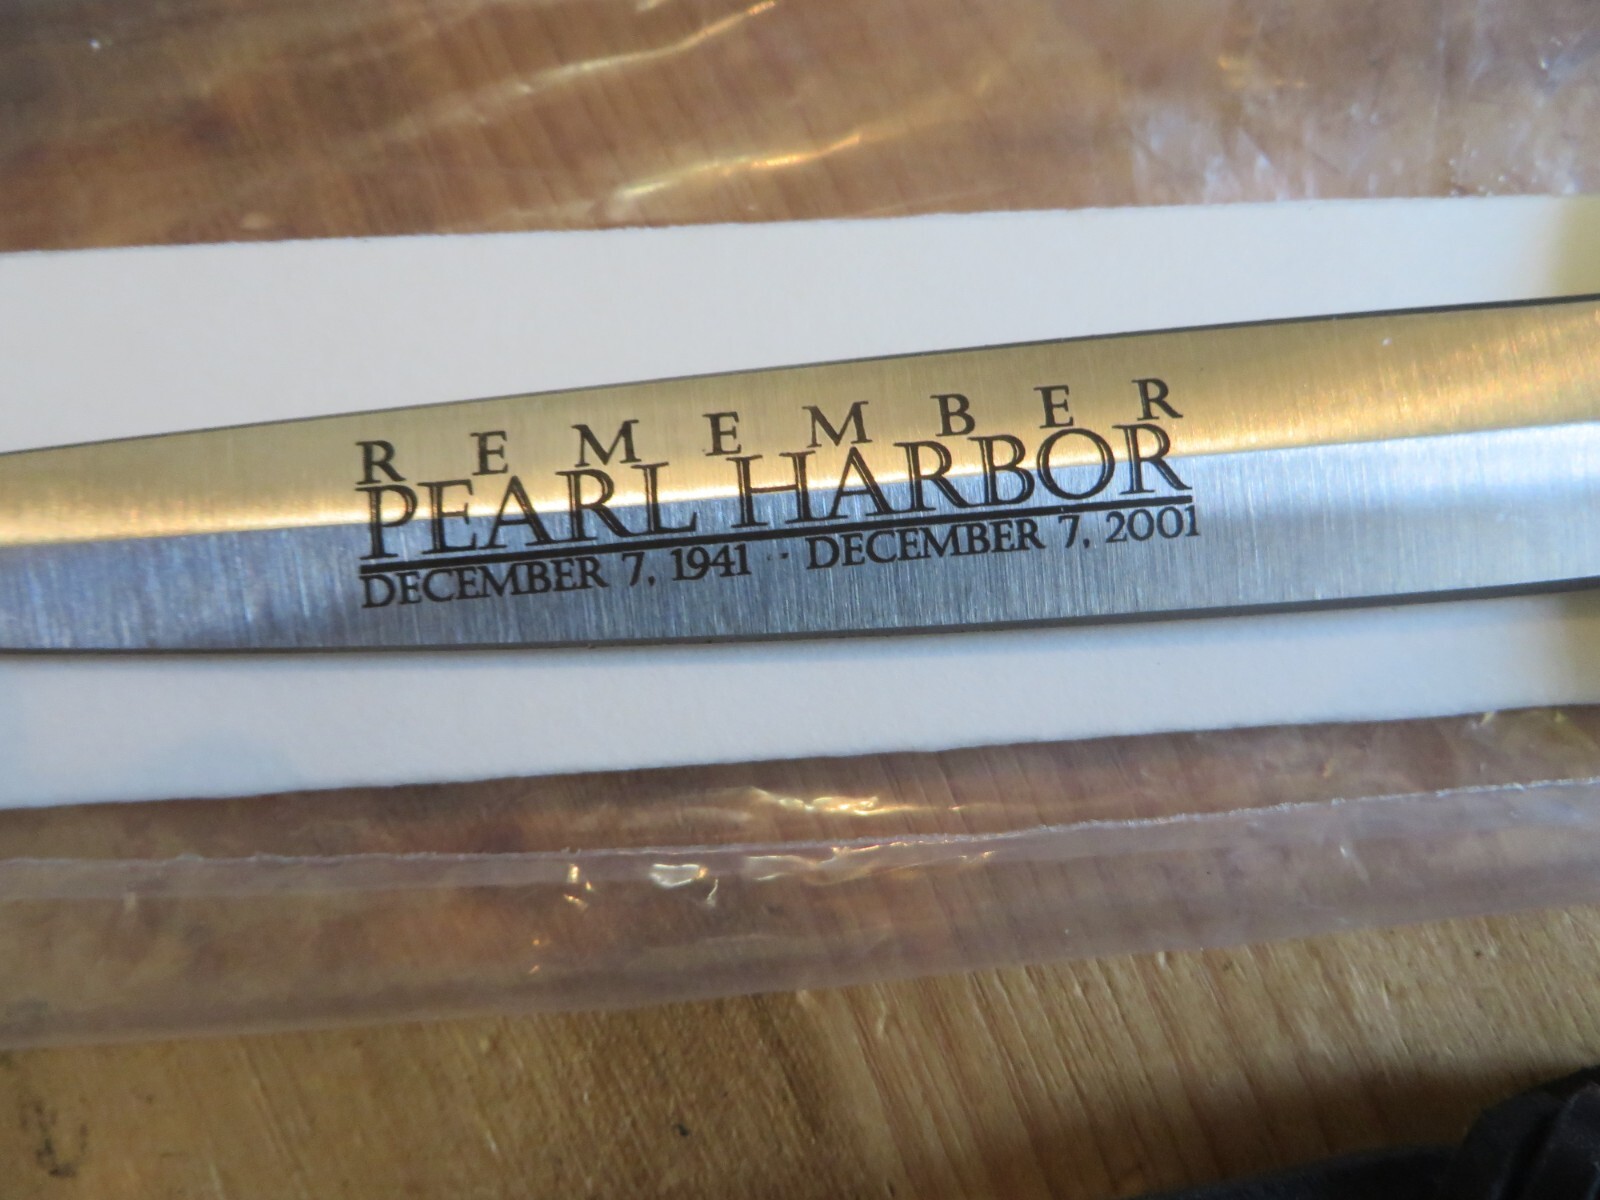 REMEMBER
PEARL HARBOR
DECEMBER 7, 1941 · · DECEMBER 7, 2001